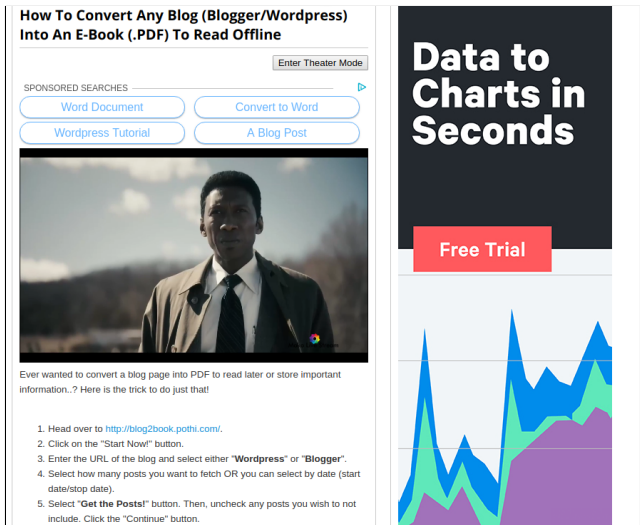 How To Convert Any Blog (Blogger/Wordpress)
Into An E-Book (.PDF) To Read Offline
Enter Theater Mode
SPONSORED SEARCHES
Word Document
Convert to Word
Wordpress Tutorial
A Blog Post
Ever wanted to convert a blog page into PDF to read later or store important
information..? Here is the trick to do just that!
1. Head over to http://blog2book.pothi.com/.
2. Click on the "Start Now!" button.
3. Enter the URL of the blog and select either "Wordpress" or "Blogger".
4. Select how many posts you want to fetch OR you can select by date (start
date/stop date).
5. Select "Get the Posts!" button. Then, uncheck any posts you wish to not
include. Click the "Continue" button.
Data to
Charts in
Seconds
Free Trial